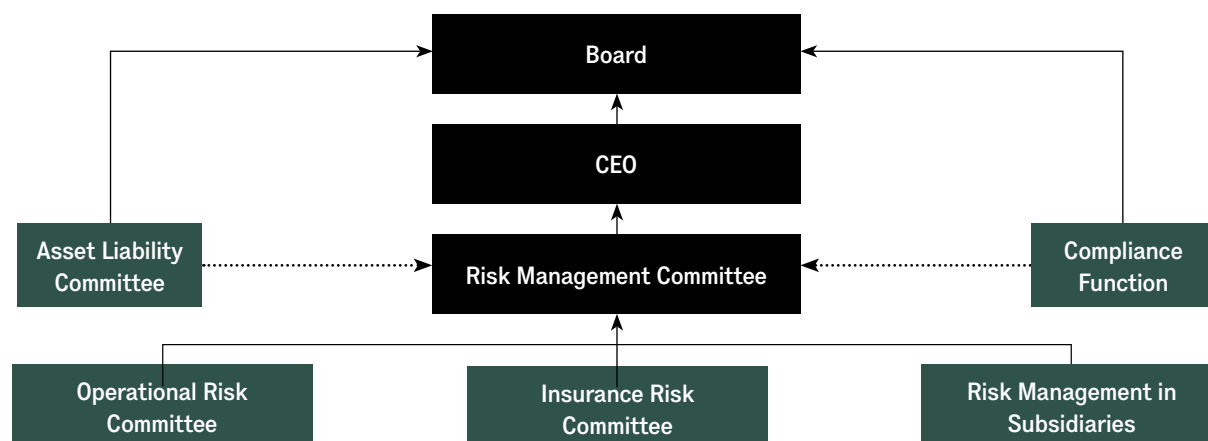 Board
CEO
Asset Liability
Committee
Risk Management Committee
Compliance
Function
Operational Risk
Committee
Insurance Risk
Committee
Risk Management in
Subsidiaries